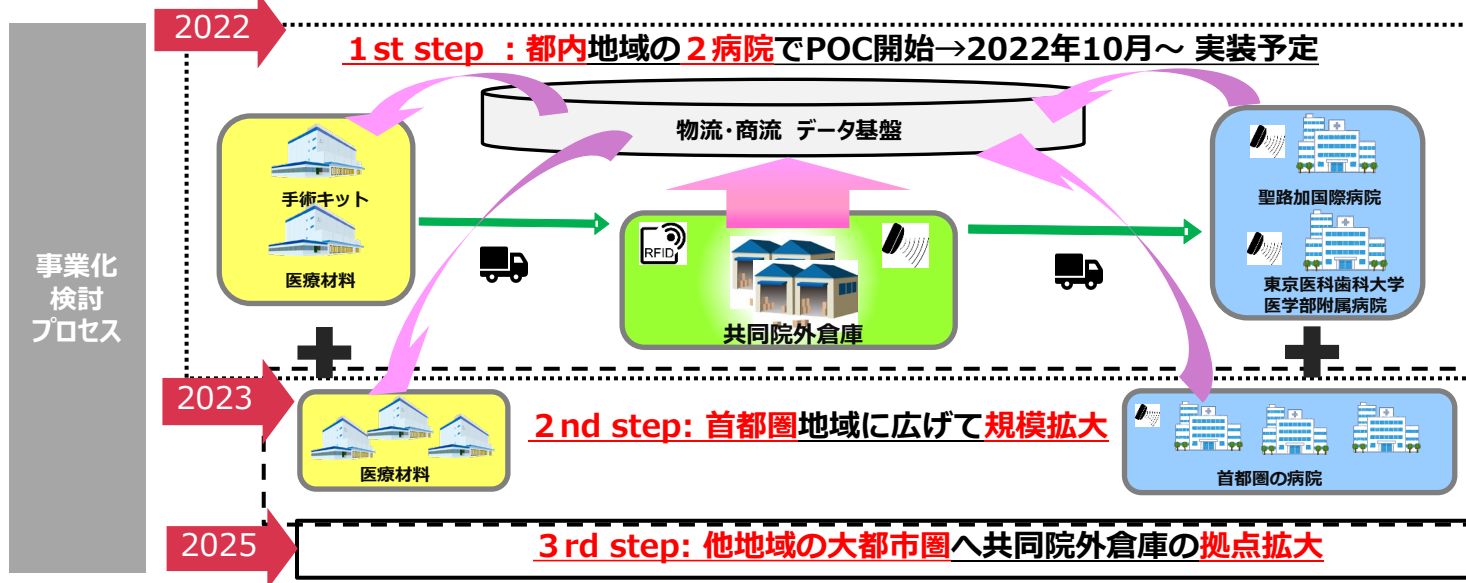 2022
1st step ：都内地域の２病院でPOC開始→2022年10月～ 実装予定
物流・商流 データ基盤
手術キット
医療材料
RFID
共同院外倉庫
聖路加国際病院
東京医科歯科大学
医学部附属病院
事業化
検討
プロセス
2023
２nd step: 首都圏地域に広げて規模拡大
医療材料
首都圏の病院
2025
３rd step: 他地域の大都市圏へ共同院外倉庫の拠点拡大